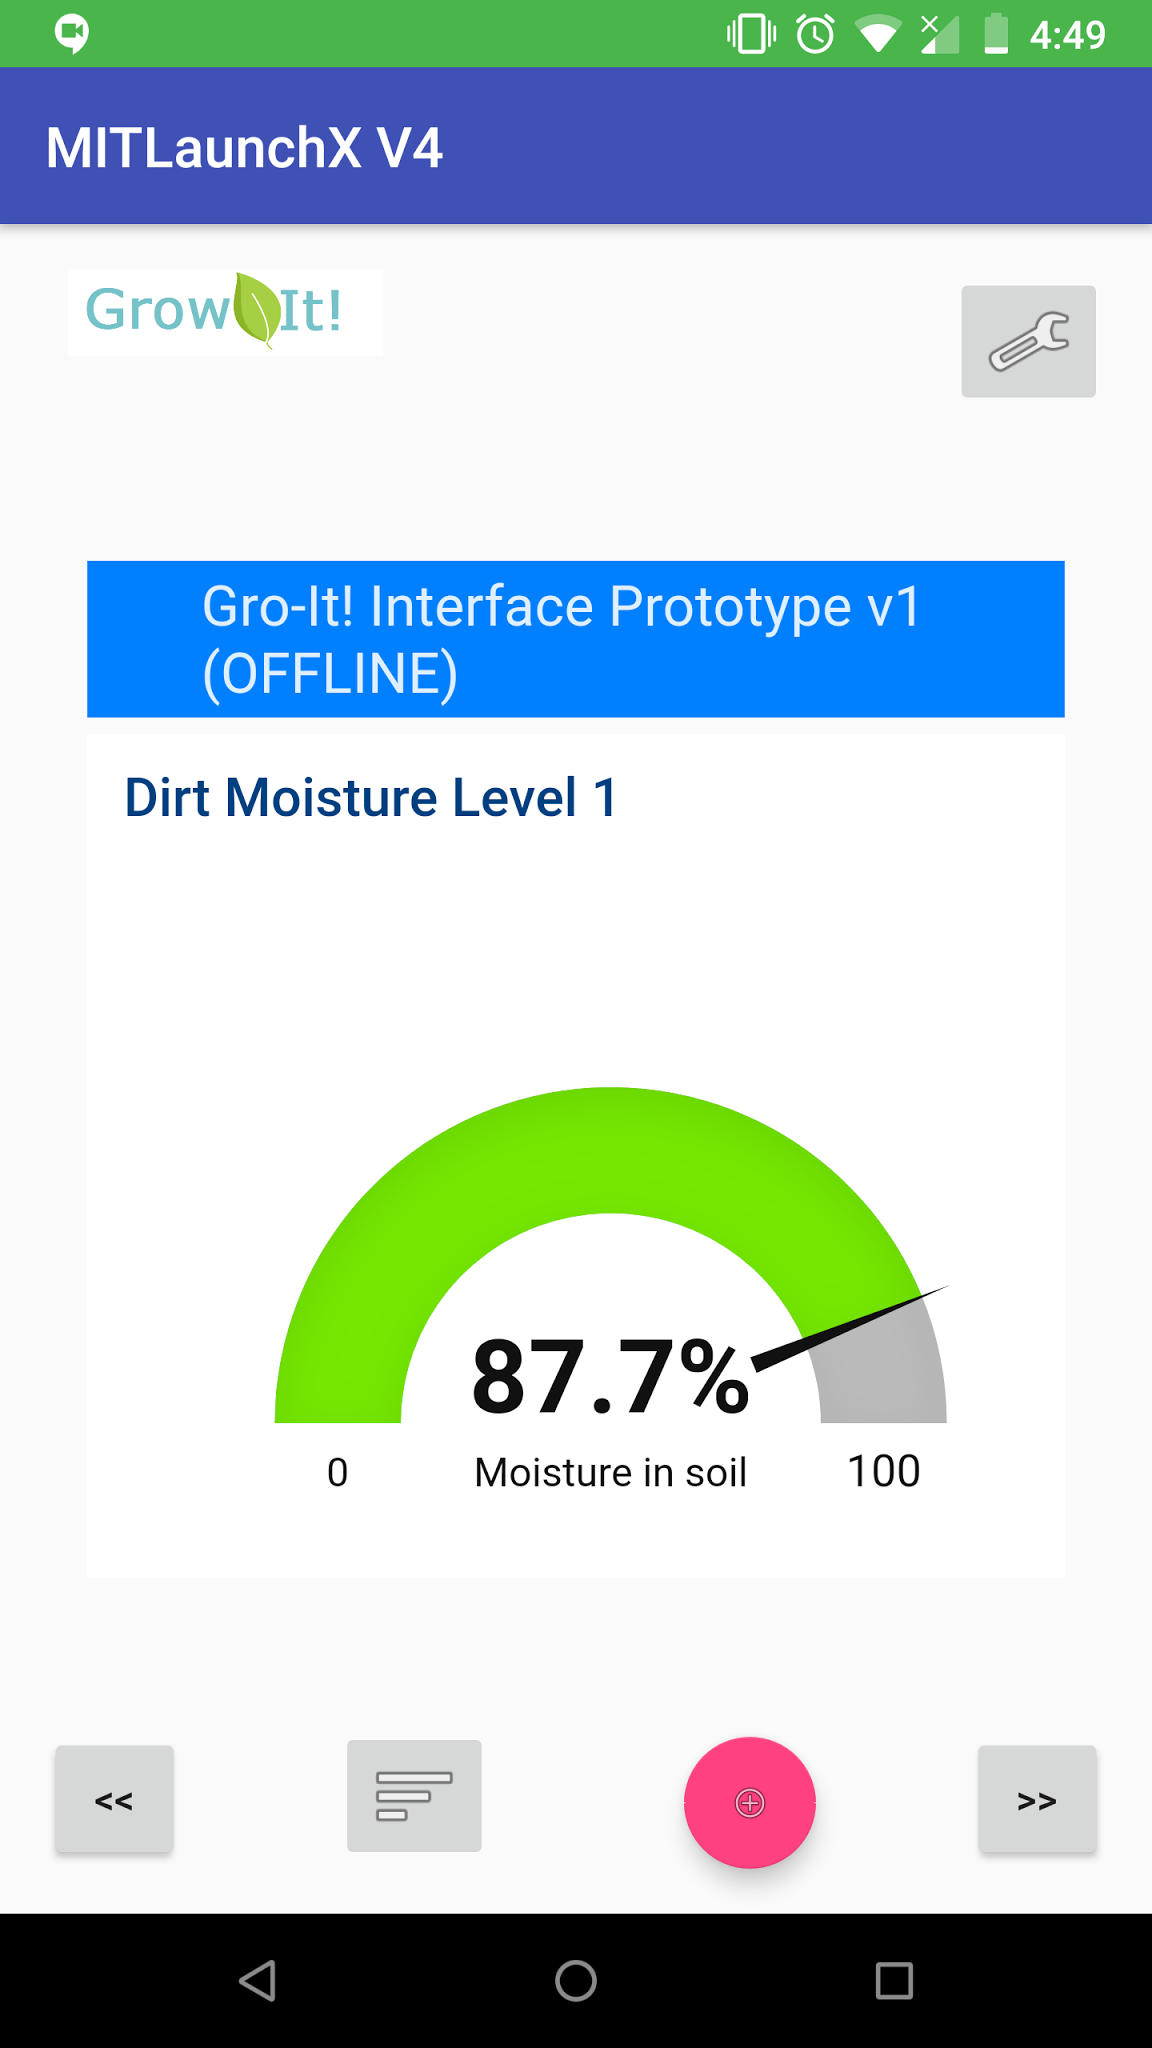 4:49
MITLaunchX V4
Grow It!
Gro-It! Interface Prototype v1
(OFFLINE)
Dirt Moisture Level 1
87.7%
0 Moisture in soil 100
<< >>